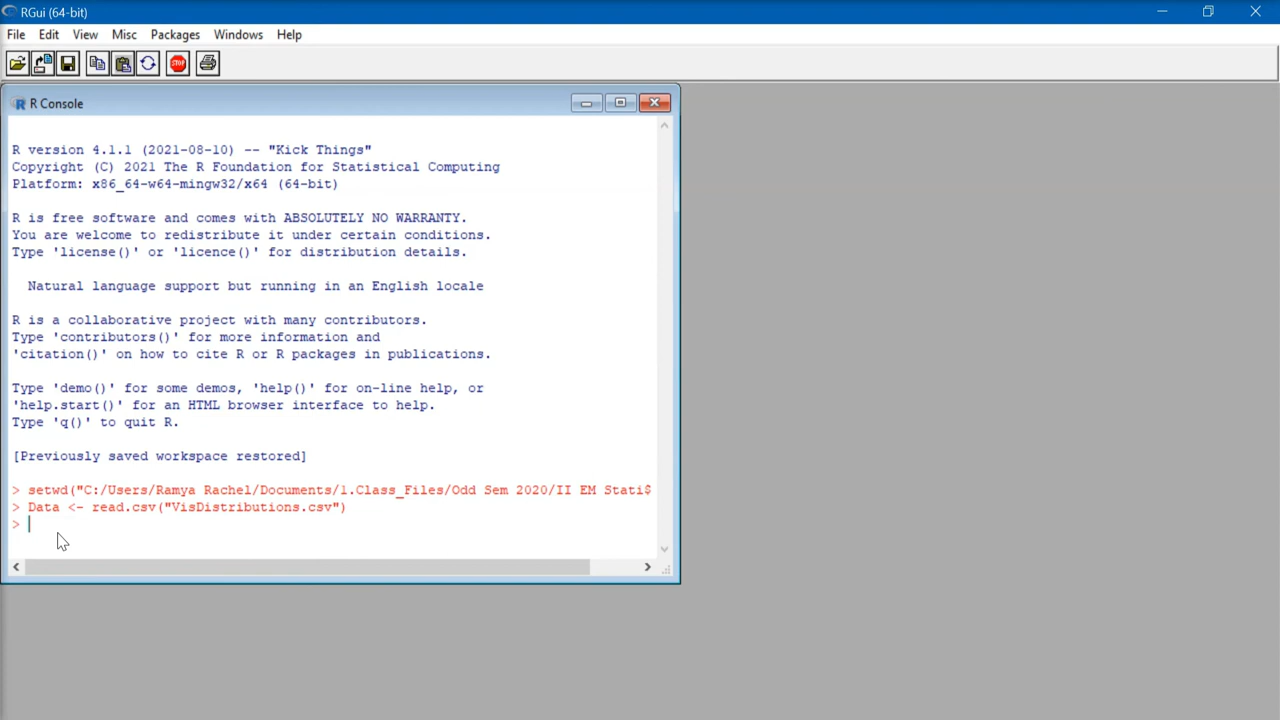 RGui (64-bit)
File Edit View Misc Packages Windows Help
STOP
R Console
R version 4.1.1 (2021-08-10) -- "Kick Things"
Copyright (C) 2021 The R Foundation for Statistical Computing
Platform: x86_64-w64-mingw32/x64 (64-bit)
R is free software and comes with ABSOLUTELY NO WARRANTY.
You are welcome to redistribute it under certain conditions.
Type 'license()' or 'licence()' for distribution details.
Natural language support but running in an English locale
R is a collaborative project with many contributors.
Type 'contributors()' for more information and
'citation()' on how to cite R or R packages in publications.
Type 'demo()' for some demos, 'help()' for on-line help, or
'help.start()' for an HTML browser interface to help.
Type 'q()' to quit R.
[Previously saved workspace restored]
> setwd("C:/Users/Ramya Rachel/Documents/1.Class_Files/Odd Sem 2020/II EM Stati$
> Data <- read.csv("VisDistributions.csv")
>